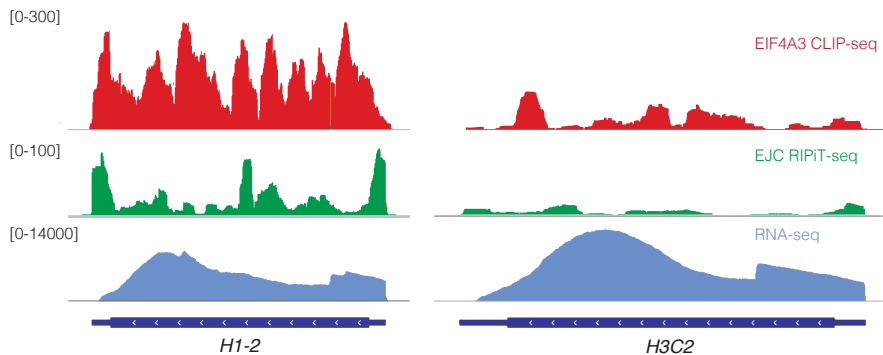 [0-300]
EIF4A3 CLIP-seq
[0-100]
EJC RIPiT-seq
[0-14000]
RNA-seq
H1-2
H3C2